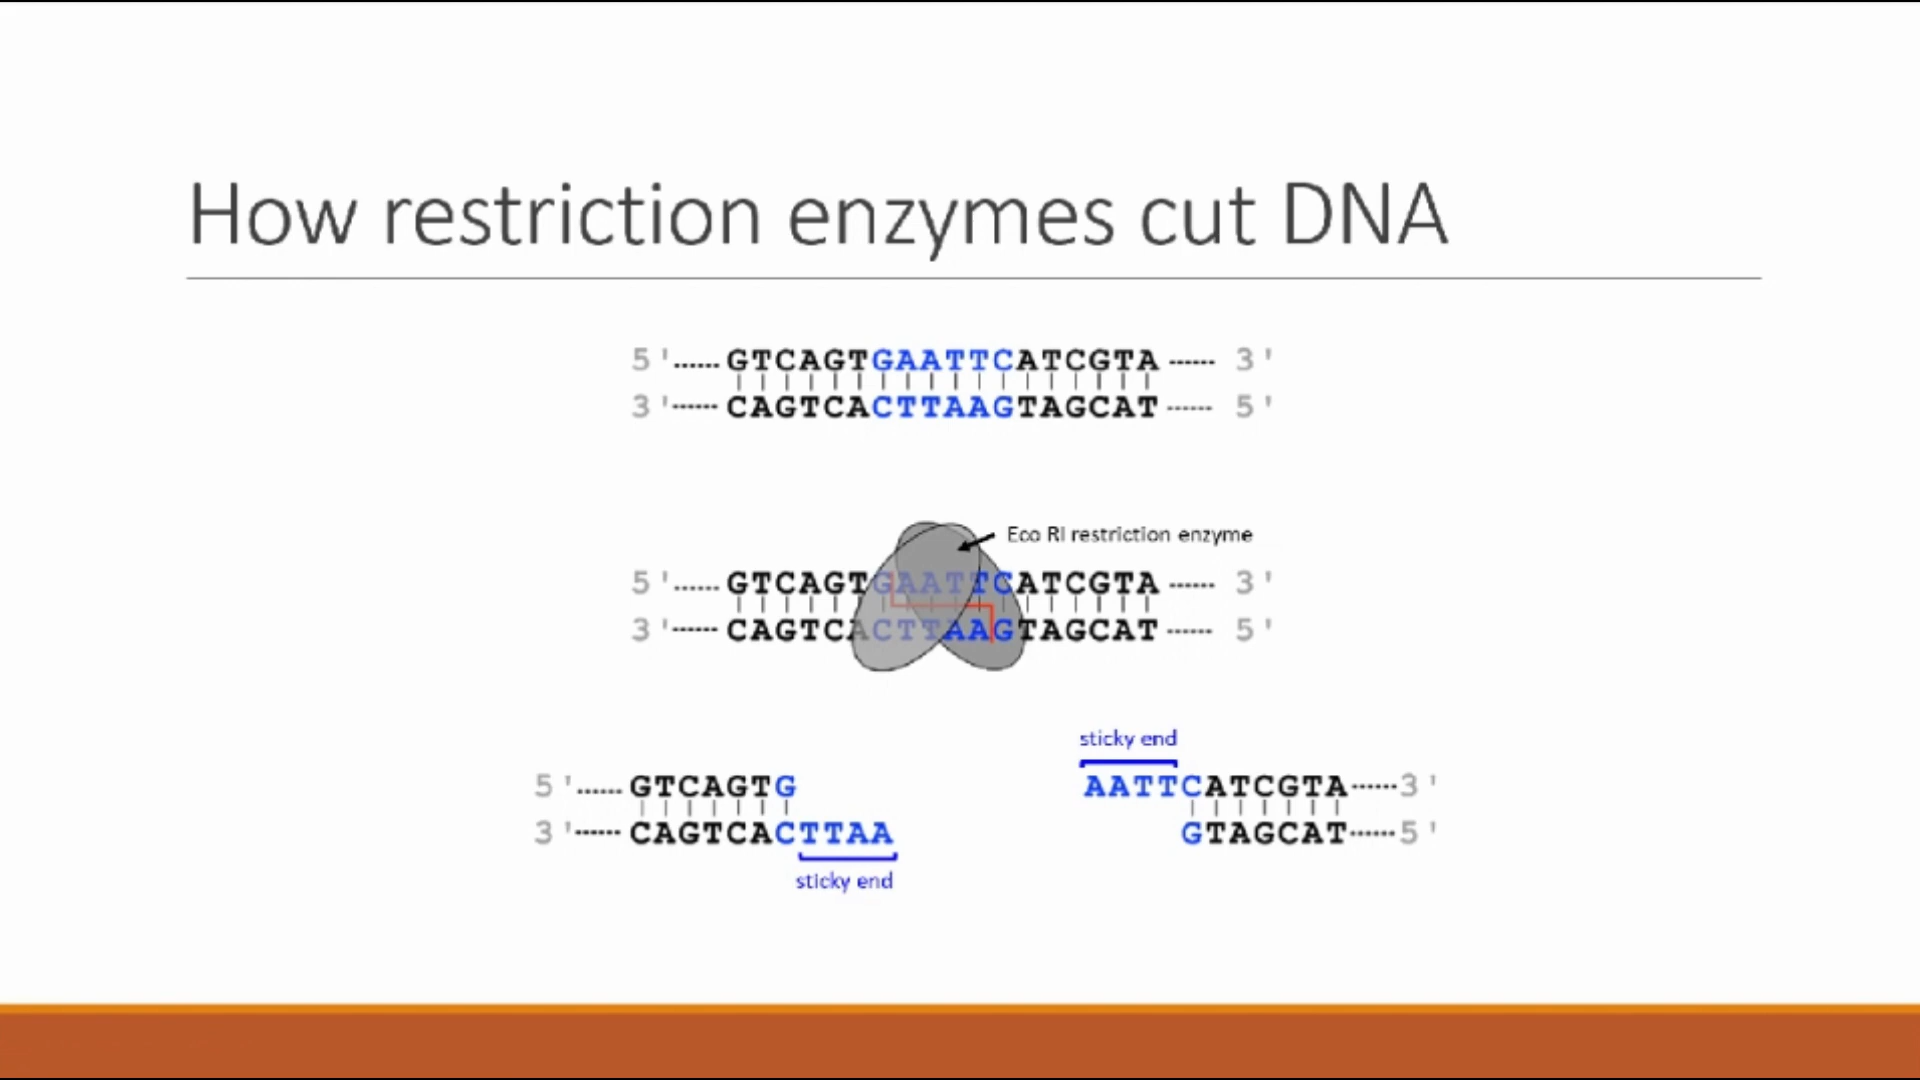 How restriction enzymes cut DNA
5'......GTCAGTGAATTCATCGTA ------ 3'
3'------CAGTCACTTAAGTAGCAT ------ 5'
Eco RI restriction enzyme
5'......GTCAGTGAATTCATCGTA ------ 3'
3'------CAGTCACTTAAGTAGCAT ------ 5'
sticky end
5'......GTCAGTG AATTCATCGTA------3'
3'------CAGTCACTTAA GTAGCAT------5'
sticky end